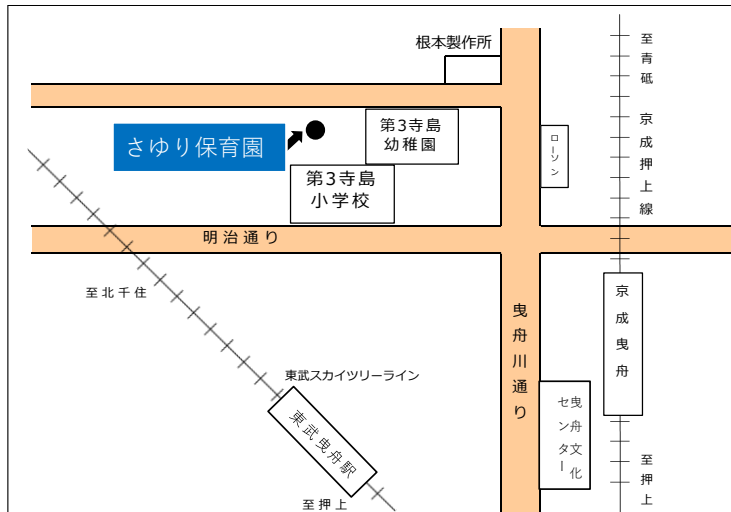 根本製作所
至青砥
京成押上線
さゆり保育園
第3寺島
幼稚園
ローソン
第3寺島
小学校
明治通り
至北千住
京成曳舟
曳舟川通り
東武スカイツリーライン
東武曳舟駅
曳舟文化
センター
至押上
至押上